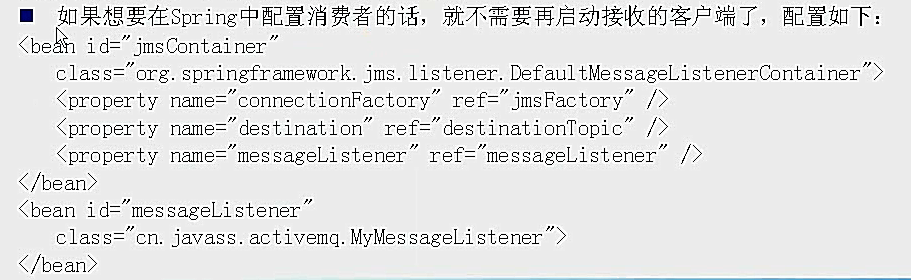 如果想要在Spring中配置消费者的话，就不需要再启动接收的客户端了，配置如下：
<bean id="jmsContainer"
class="org.springframework.jms.listener.DefaultMessageListenerContainer">
<property name="connectionFactory" ref="jmsFactory" />
<property name="destination" ref="destinationTopic" />
<property name="messageListener" ref="messageListener" />
</bean>
<bean id="messageListener"
class="cn.javass.activemq.MyMessageListener">
</bean>